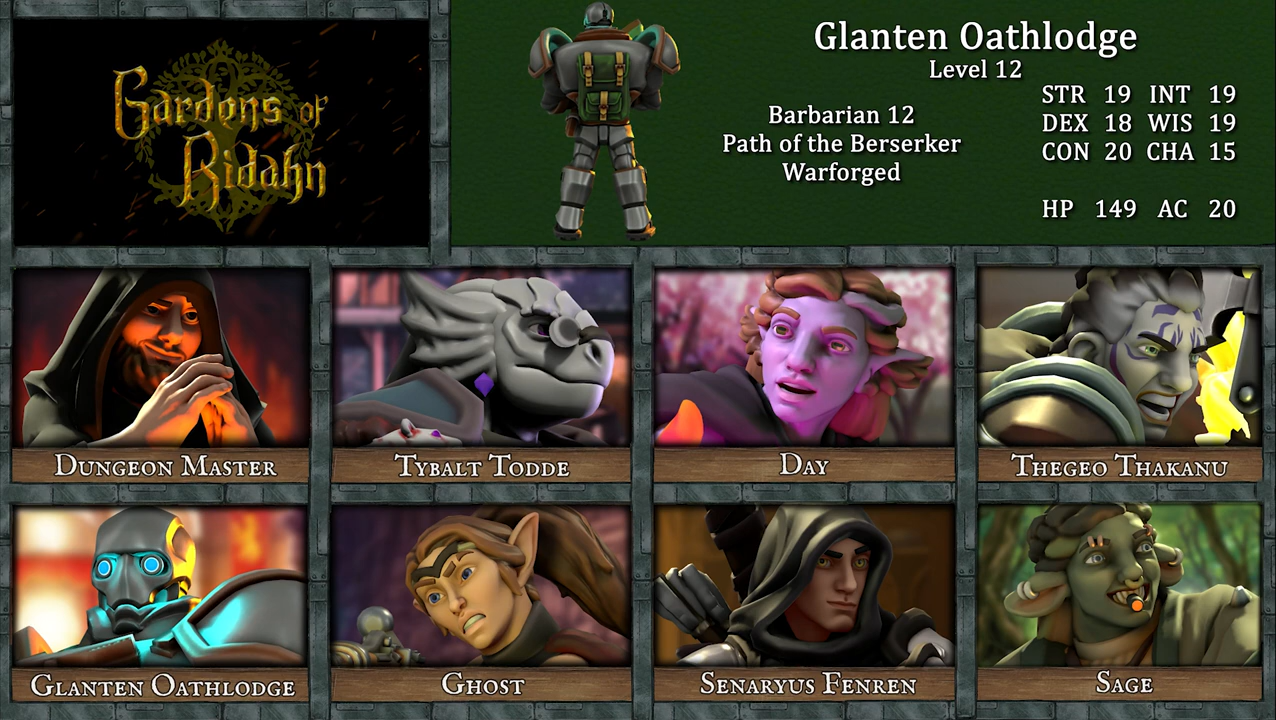 Gardens of
Ridahn
Glanten Oathlodge
Level 12
Barbarian 12
Path of the Berserker
Warforged
STR 19 INT 19
DEX 18 WIS 19
CON 20 CHA 15
HP 149 AC 20
Dungeon Master
Tybalt Todde
Day
Thegeo Thakanu
Glanten Oathlodge
Ghost
Senaryus Fenren
Sage